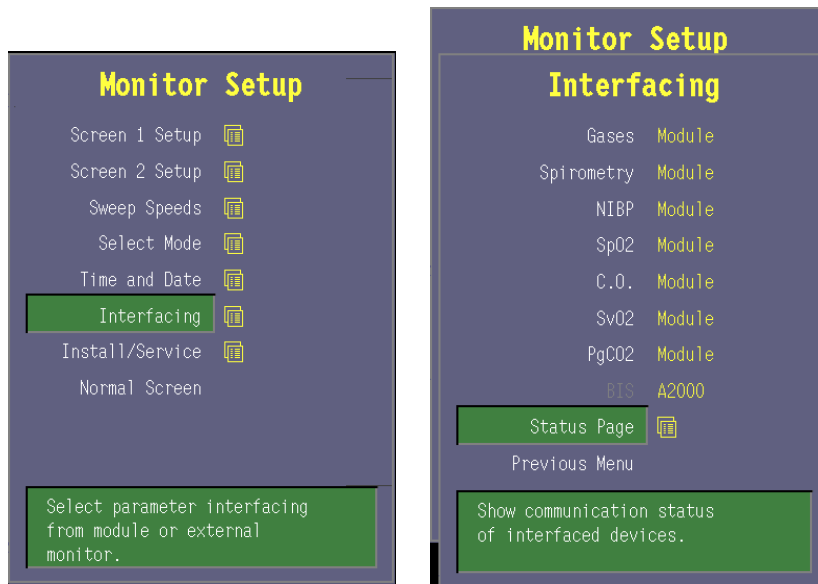 Monitor Setup
Screen 1 Setup
Screen 2 Setup
Sweep Speeds
Select Mode
Time and Date
Interfacing
Install/Service
Normal Screen
Select parameter interfacing
from module or external
monitor.
Monitor Setup
Interfacing
Gases Module
Spirometry Module
NIBP Module
SpO2 Module
C.O. Module
SvO2 Module
PgCO2 Module
BIS A2000
Status Page
Previous Menu
Show communication status
of interfaced devices.